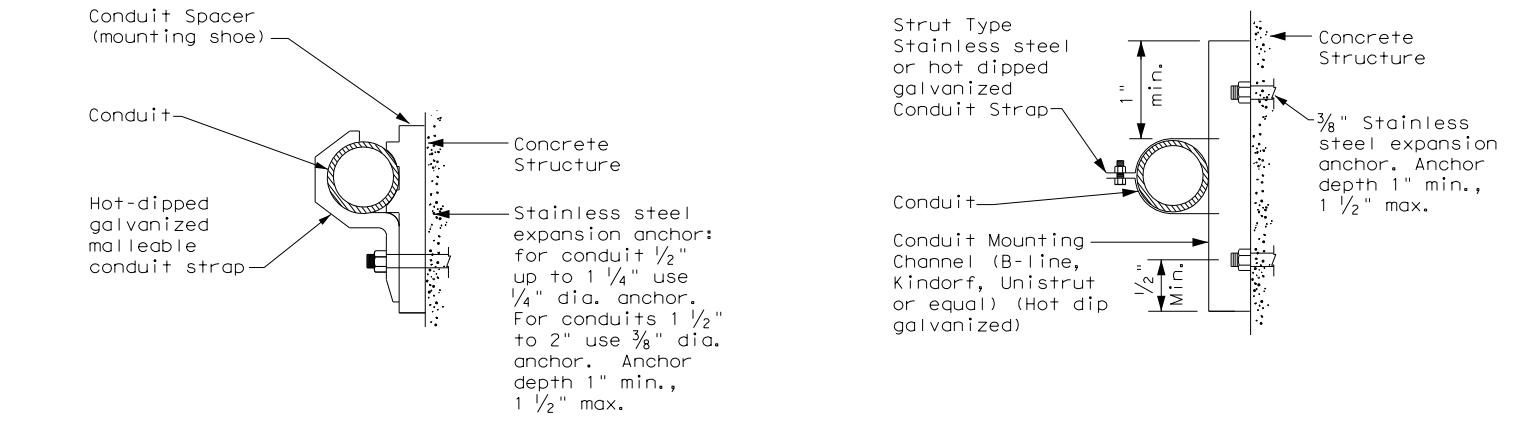 Conduit Spacer
(mounting shoe)
Conduit
Hot-dipped
galvanized
malleable
conduit strap
Concrete
Structure
Stainless steel
expansion anchor:
for conduit 1/2"
up to 1 1/4" use
1/4" dia. anchor.
For conduits 1 1/2"
to 2" use 3/8" dia.
anchor. Anchor
depth 1" min.,
1 1/2" max.
Strut Type
Stainless steel
or hot dipped
galvanized
Conduit Strap
Conduit
Conduit Mounting
Channel (B-line,
Kindorf, Unistrut
or equal) (Hot dip
galvanized)
1"
min.
1/2"
Min.
Concrete
Structure
3/8" Stainless
steel expansion
anchor. Anchor
depth 1" min.,
1 1/2" max.